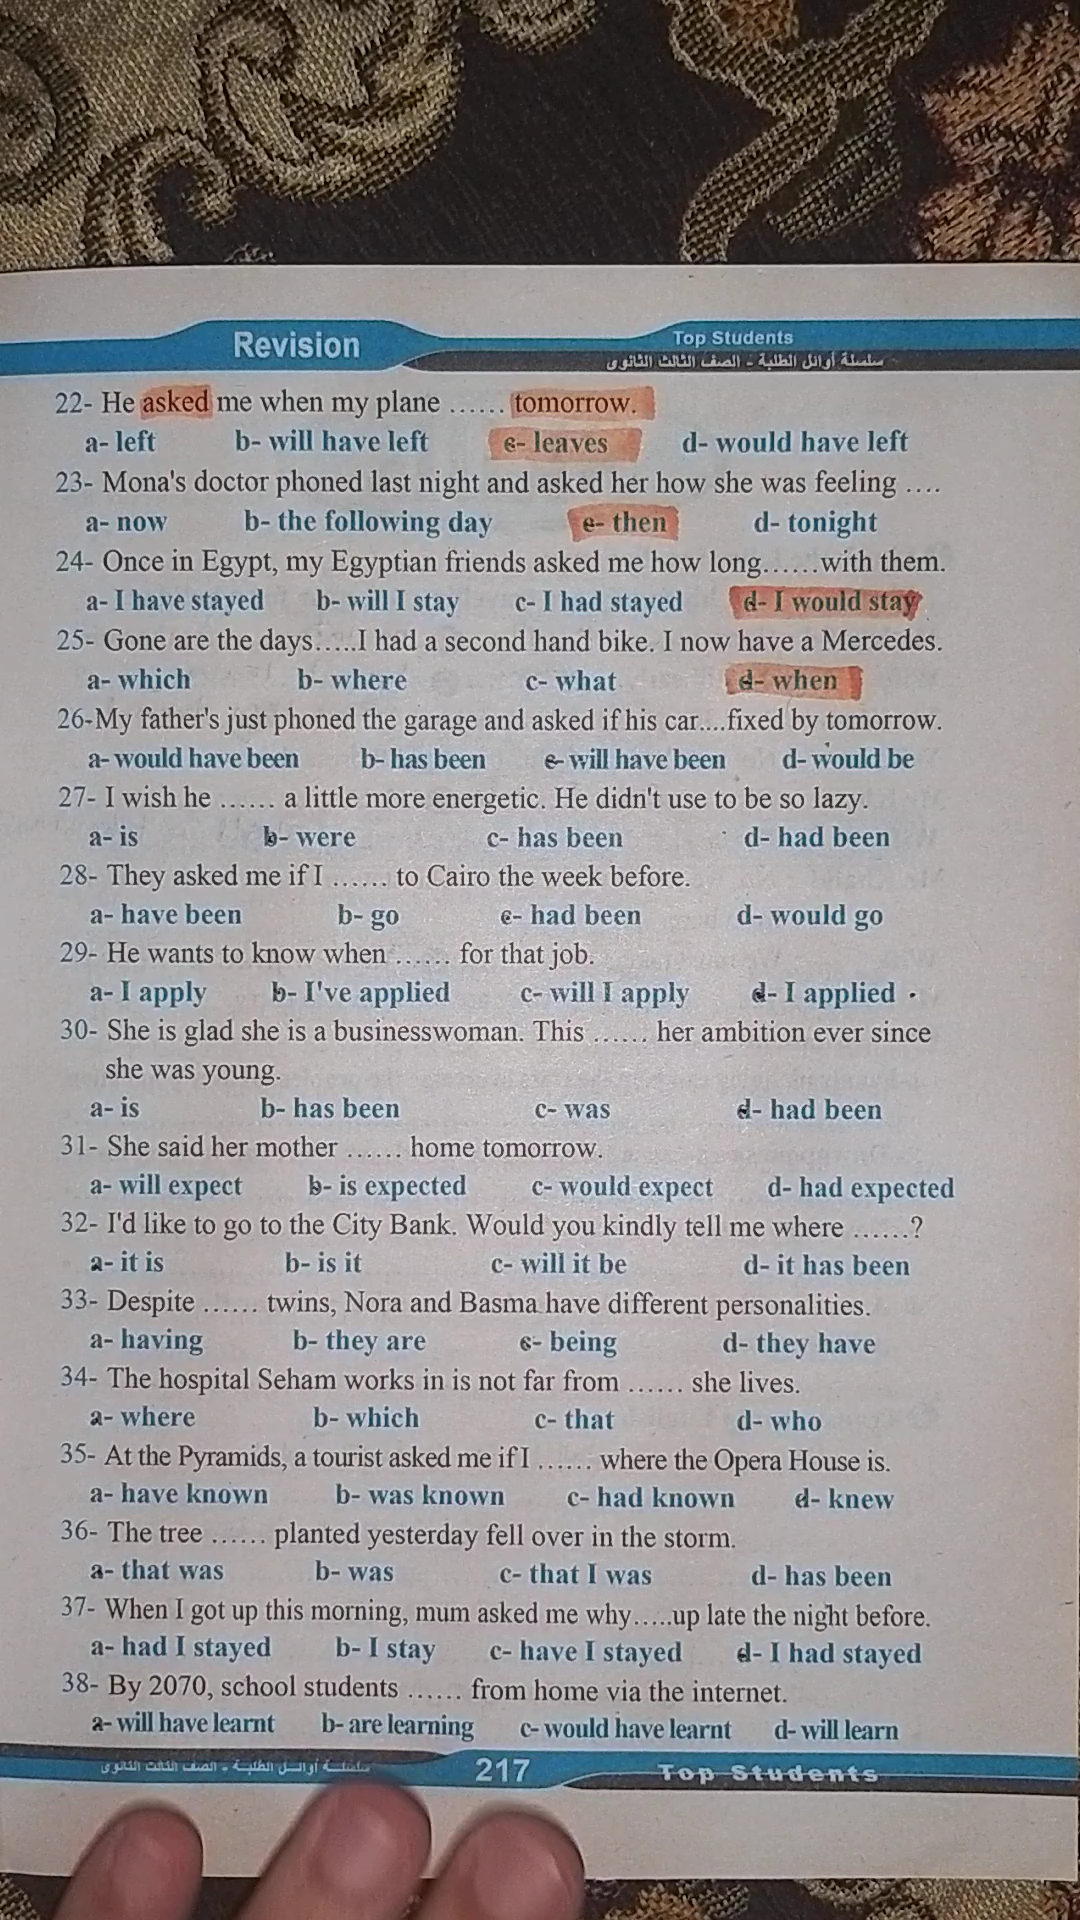 Revision
Top Students
سلسلة أوائل الطلبة - الصف الثالث الثانوى
22- He asked me when my plane ...... tomorrow.
a- left b- will have left c- leaves d- would have left
23- Mona's doctor phoned last night and asked her how she was feeling ....
a- now b- the following day c- then d- tonight
24- Once in Egypt, my Egyptian friends asked me how long......with them.
a- I have stayed b- will I stay c- I had stayed d- I would stay
25- Gone are the days.....I had a second hand bike. I now have a Mercedes.
a- which b- where c- what d- when
26-My father's just phoned the garage and asked if his car....fixed by tomorrow.
a- would have been b- has been c- will have been d- would be
27- I wish he ...... a little more energetic. He didn't use to be so lazy.
a- is b- were c- has been d- had been
28- They asked me if I ...... to Cairo the week before.
a- have been b- go c- had been d- would go
29- He wants to know when ...... for that job.
a- I apply b- I've applied c- will I apply d- I applied
30- She is glad she is a businesswoman. This ...... her ambition ever since
she was young.
a- is b- has been c- was d- had been
31- She said her mother ...... home tomorrow.
a- will expect b- is expected c- would expect d- had expected
32- I'd like to go to the City Bank. Would you kindly tell me where ......?
a- it is b- is it c- will it be d- it has been
33- Despite ...... twins, Nora and Basma have different personalities.
a- having b- they are c- being d- they have
34- The hospital Seham works in is not far from ...... she lives.
a- where b- which c- that d- who
35- At the Pyramids, a tourist asked me if I ...... where the Opera House is.
a- have known b- was known c- had known d- knew
36- The tree ...... planted yesterday fell over in the storm.
a- that was b- was c- that I was d- has been
37- When I got up this morning, mum asked me why.....up late the night before.
a- had I stayed b- I stay c- have I stayed d- I had stayed
38- By 2070, school students ...... from home via the internet.
a- will have learnt b- are learning c- would have learnt d- will learn
سلسلة أوائل الطلبة - الصف الثالث الثانوى
217
Top Students